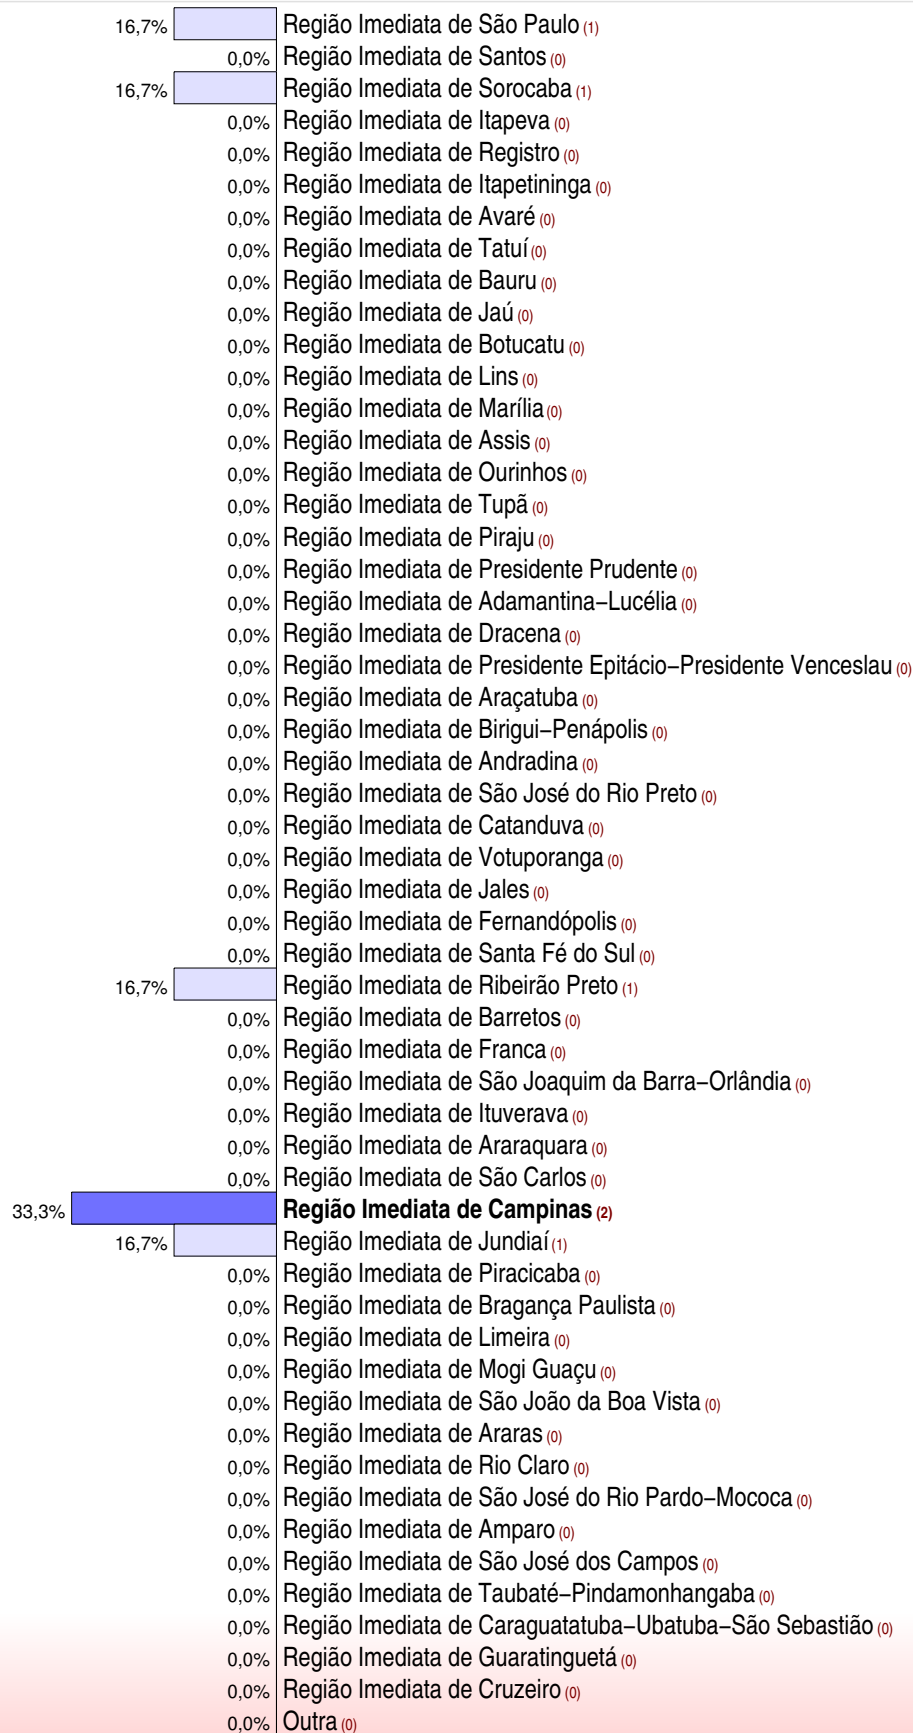 16,7% Região Imediata de São Paulo (1)
0,0% Região Imediata de Santos (0)
16,7% Região Imediata de Sorocaba (1)
0,0% Região Imediata de Itapeva (0)
0,0% Região Imediata de Registro (0)
0,0% Região Imediata de Itapetininga (0)
0,0% Região Imediata de Avaré (0)
0,0% Região Imediata de Tatuí (0)
0,0% Região Imediata de Bauru (0)
0,0% Região Imediata de Jaú (0)
0,0% Região Imediata de Botucatu (0)
0,0% Região Imediata de Lins (0)
0,0% Região Imediata de Marília (0)
0,0% Região Imediata de Assis (0)
0,0% Região Imediata de Ourinhos (0)
0,0% Região Imediata de Tupã (0)
0,0% Região Imediata de Piraju (0)
0,0% Região Imediata de Presidente Prudente (0)
0,0% Região Imediata de Adamantina−Lucélia (0)
0,0% Região Imediata de Dracena (0)
0,0% Região Imediata de Presidente Epitácio−Presidente Venceslau (0)
0,0% Região Imediata de Araçatuba (0)
0,0% Região Imediata de Birigui−Penápolis (0)
0,0% Região Imediata de Andradina (0)
0,0% Região Imediata de São José do Rio Preto (0)
0,0% Região Imediata de Catanduva (0)
0,0% Região Imediata de Votuporanga (0)
0,0% Região Imediata de Jales (0)
0,0% Região Imediata de Fernandópolis (0)
0,0% Região Imediata de Santa Fé do Sul (0)
16,7% Região Imediata de Ribeirão Preto (1)
0,0% Região Imediata de Barretos (0)
0,0% Região Imediata de Franca (0)
0,0% Região Imediata de São Joaquim da Barra−Orlândia (0)
0,0% Região Imediata de Ituverava (0)
0,0% Região Imediata de Araraquara (0)
0,0% Região Imediata de São Carlos (0)
33,3% Região Imediata de Campinas (2)
16,7% Região Imediata de Jundiaí (1)
0,0% Região Imediata de Piracicaba (0)
0,0% Região Imediata de Bragança Paulista (0)
0,0% Região Imediata de Limeira (0)
0,0% Região Imediata de Mogi Guaçu (0)
0,0% Região Imediata de São João da Boa Vista (0)
0,0% Região Imediata de Araras (0)
0,0% Região Imediata de Rio Claro (0)
0,0% Região Imediata de São José do Rio Pardo−Mococa (0)
0,0% Região Imediata de Amparo (0)
0,0% Região Imediata de São José dos Campos (0)
0,0% Região Imediata de Taubaté−Pindamonhangaba (0)
0,0% Região Imediata de Caraguatatuba−Ubatuba−São Sebastião (0)
0,0% Região Imediata de Guaratinguetá (0)
0,0% Região Imediata de Cruzeiro (0)
0,0% Outra (0)